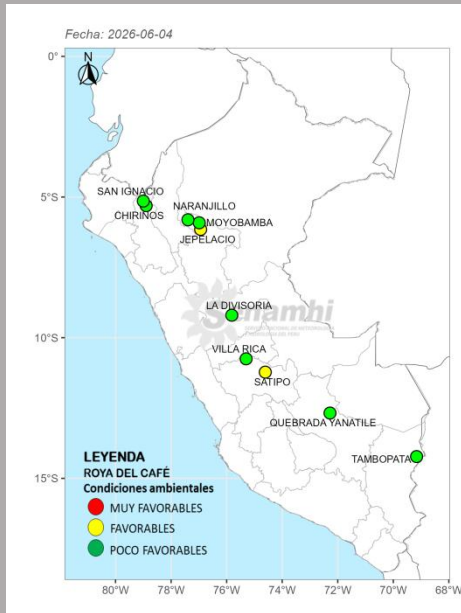 Fecha: 2026-06-04
0°
N
SAN IGNACIO
5°S
CHIRINOS
NARANJILLO
MOYOBAMBA
JEPELACIO
LA DIVISORIA
Senamhi
10°S
VILLA RICA
SATIPO
QUEBRADA YANATILE
TAMBOPATA
LEYENDA
15°S
ROYA DEL CAFÉ
Condiciones ambientales
MUY FAVORABLES
FAVORABLES
POCO FAVORABLES
80°W 78°W 76°W 74°W 72°W 70°W 68°W